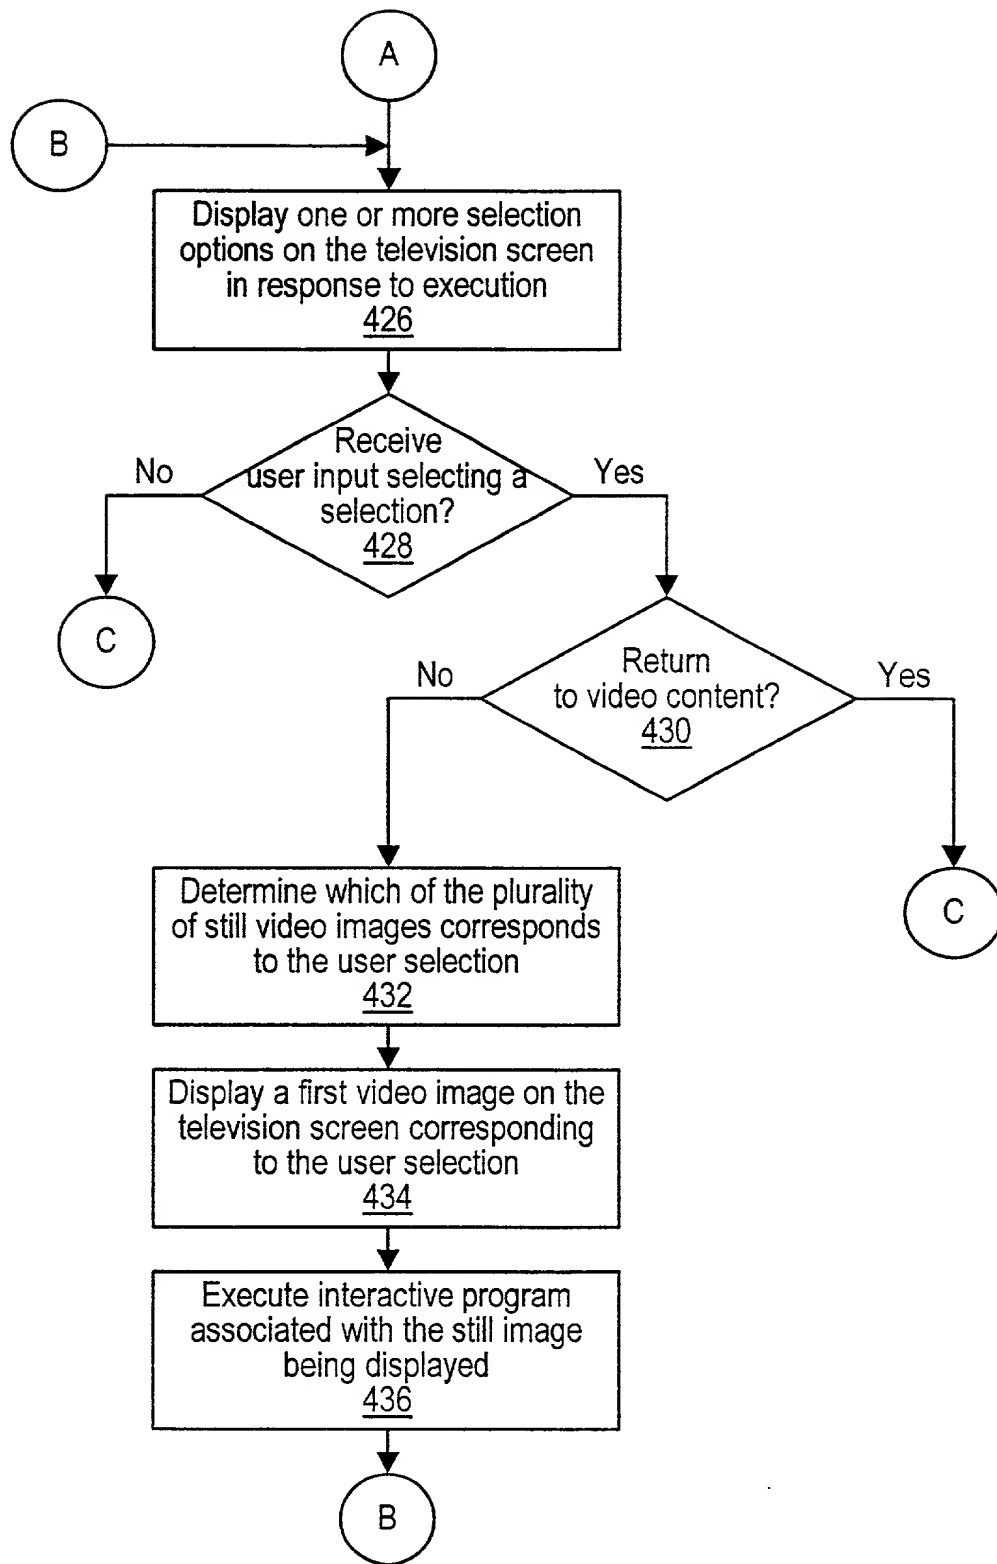 A
B
Display one or more selection
options on the television screen
in response to execution
426
Receive
user input selecting a
selection?
428
No
Yes
C
Return
to video content?
430
No
Yes
C
Determine which of the plurality
of still video images corresponds
to the user selection
432
Display a first video image on the
television screen corresponding
to the user selection
434
Execute interactive program
associated with the still image
being displayed
436
B